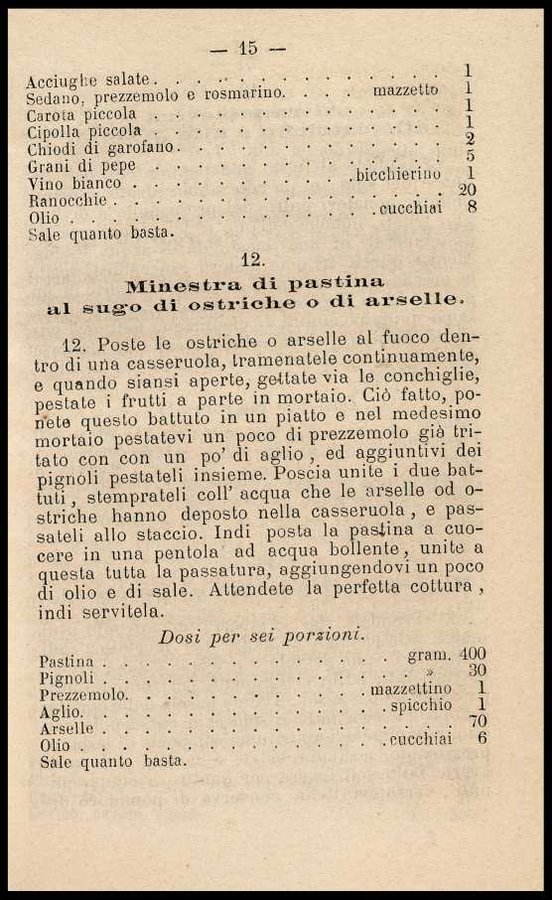 — 15 —
Acciughe salate. . . . . . . . . . . . . 1
Sedano, prezzemolo e rosmarino. . . . mazzetto 1
Carota piccola . . . . . . . . . . . . . 1
Cipolla piccola . . . . . . . . . . . . . 1
Chiodi di garofano. . . . . . . . . . . . 2
Grani di pepe . . . . . . . . . . . . . 5
Vino bianco . . . . . . . . . . .bicchierino 1
Ranocchie . . . . . . . . . . . . . . . 20
Olio . . . . . . . . . . . . . . .cucchiai 8
Sale quanto basta.
12.
Minestra di pastina
al sugo di ostriche o di arselle.
12. Poste le ostriche o arselle al fuoco den-
tro di una casseruola, tramenatele continuamente,
e quando siansi aperte, gettate via le conchiglie,
pestate i frutti a parte in mortaio. Ciò fatto, po-
nete questo battuto in un piatto e nel medesimo
mortaio pestatevi un poco di prezzemolo già tri-
tato con con un po' di aglio , ed aggiuntivi dei
pignoli pestateli insieme. Poscia unite i due bat-
tuti , stemprateli coll' acqua che le arselle od o-
striche hanno deposto nella casseruola , e pas-
sateli allo staccio. Indi posta la pastina a cuo-
cere in una pentola ad acqua bollente, unite a
questa tutta la passatura, aggiungendovi un poco
di olio e di sale. Attendete la perfetta cottura ,
indi servitela.
Dosi per sei porzioni.
Pastina . . . . . . . . . . . . . gram. 400
Pignoli . . . . . . . . . . . . . . » 30
Prezzemolo. . . . . . . . . . . .mazzettino 1
Aglio. . . . . . . . . . . . . . .spicchio 1
Arselle . . . . . . . . . . . . . . . . 70
Olio . . . . . . . . . . . . . . .cucchiai 6
Sale quanto basta.